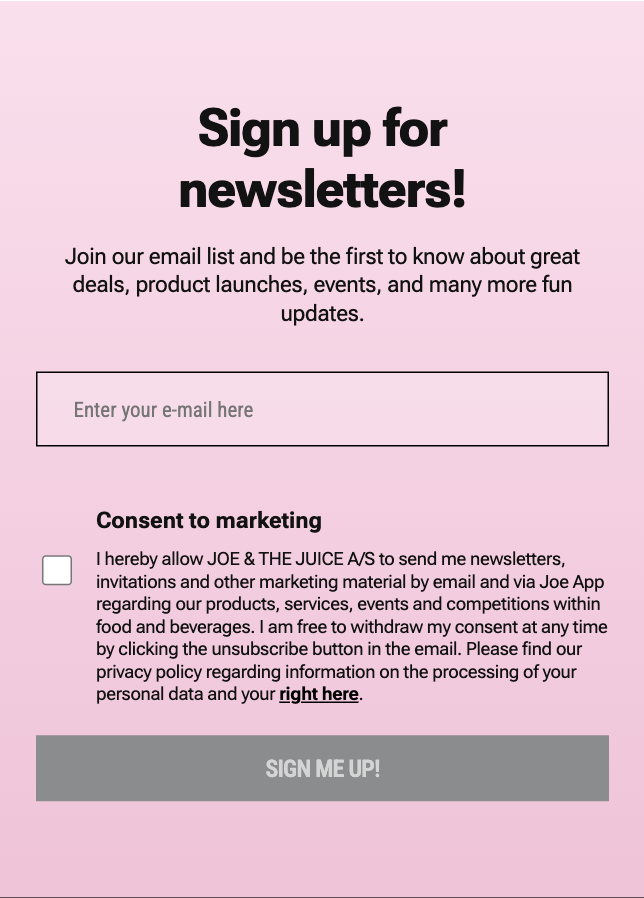 Sign up for
newsletters!
Join our email list and be the first to know about great
deals, product launches, events, and many more fun
updates.
Enter your e-mail here
Consent to marketing
I hereby allow JOE & THE JUICE A/S to send me newsletters,
invitations and other marketing material by email and via Joe App
regarding our products, services, events and competitions within
food and beverages. I am free to withdraw my consent at any time
by clicking the unsubscribe button in the email. Please find our
privacy policy regarding information on the processing of your
personal data and your right here.
SIGN ME UP!